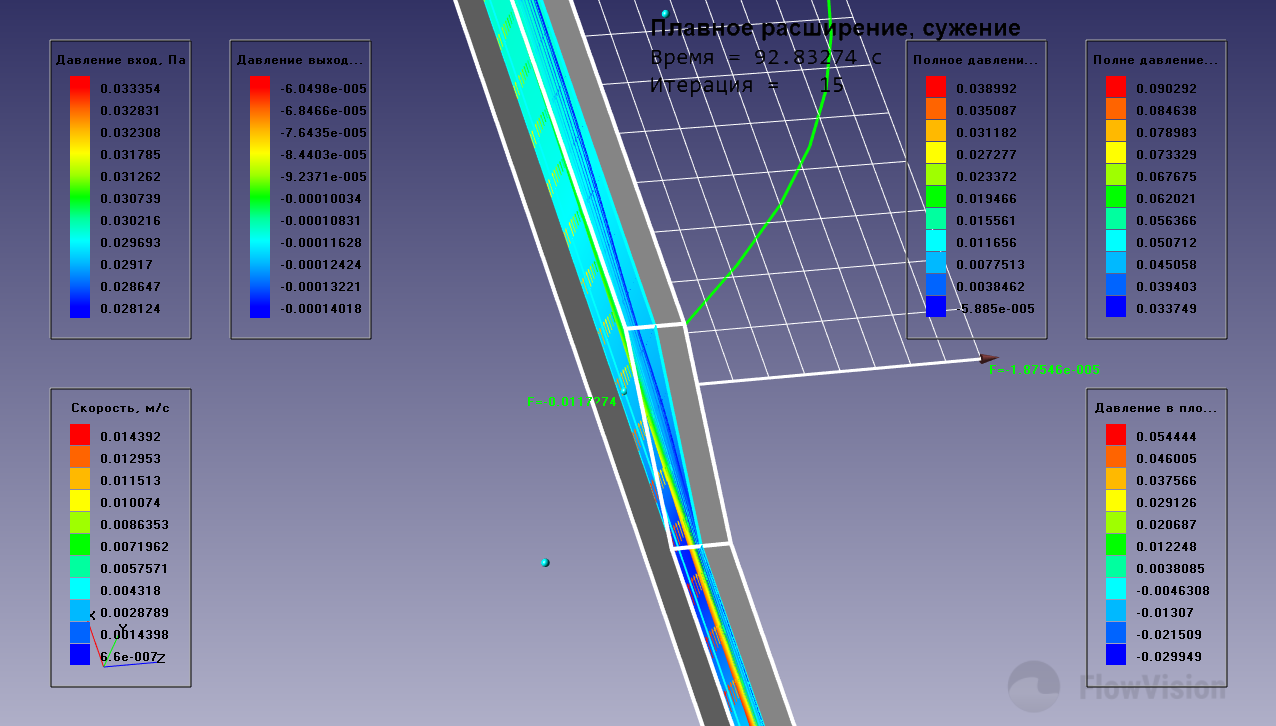 Плавное расширение, сужение
Время = 92.83274 с
Итерация = 15
Давление вход, Па
0.033354
0.032831
0.032308
0.031785
0.031262
0.030739
0.030216
0.029693
0.02917
0.028647
0.028124
Давление выход...
-6.0498e-005
-6.8466e-005
-7.6435e-005
-8.4403e-005
-9.2371e-005
-0.00010034
-0.00010831
-0.00011628
-0.00012424
-0.00013221
-0.00014018
Полное давлени...
0.038992
0.035087
0.031182
0.027277
0.023372
0.019466
0.015561
0.011656
0.0077513
0.0038462
-5.885e-005
Полне давление...
0.090292
0.084638
0.078983
0.073329
0.067675
0.062021
0.056366
0.050712
0.045058
0.039403
0.033749
F=-1,87546e-005
F=-0.0117274
Скорость, м/с
0.014392
0.012953
0.011513
0.010074
0.0086353
0.0071962
0.0057571
0.004318
0.0028789
0.0014398
6.6e-007
X
Y
Z
Давление в пло...
0.054444
0.046005
0.037566
0.029126
0.020687
0.012248
0.0038085
-0.0046308
-0.01307
-0.021509
-0.029949
FlowVision